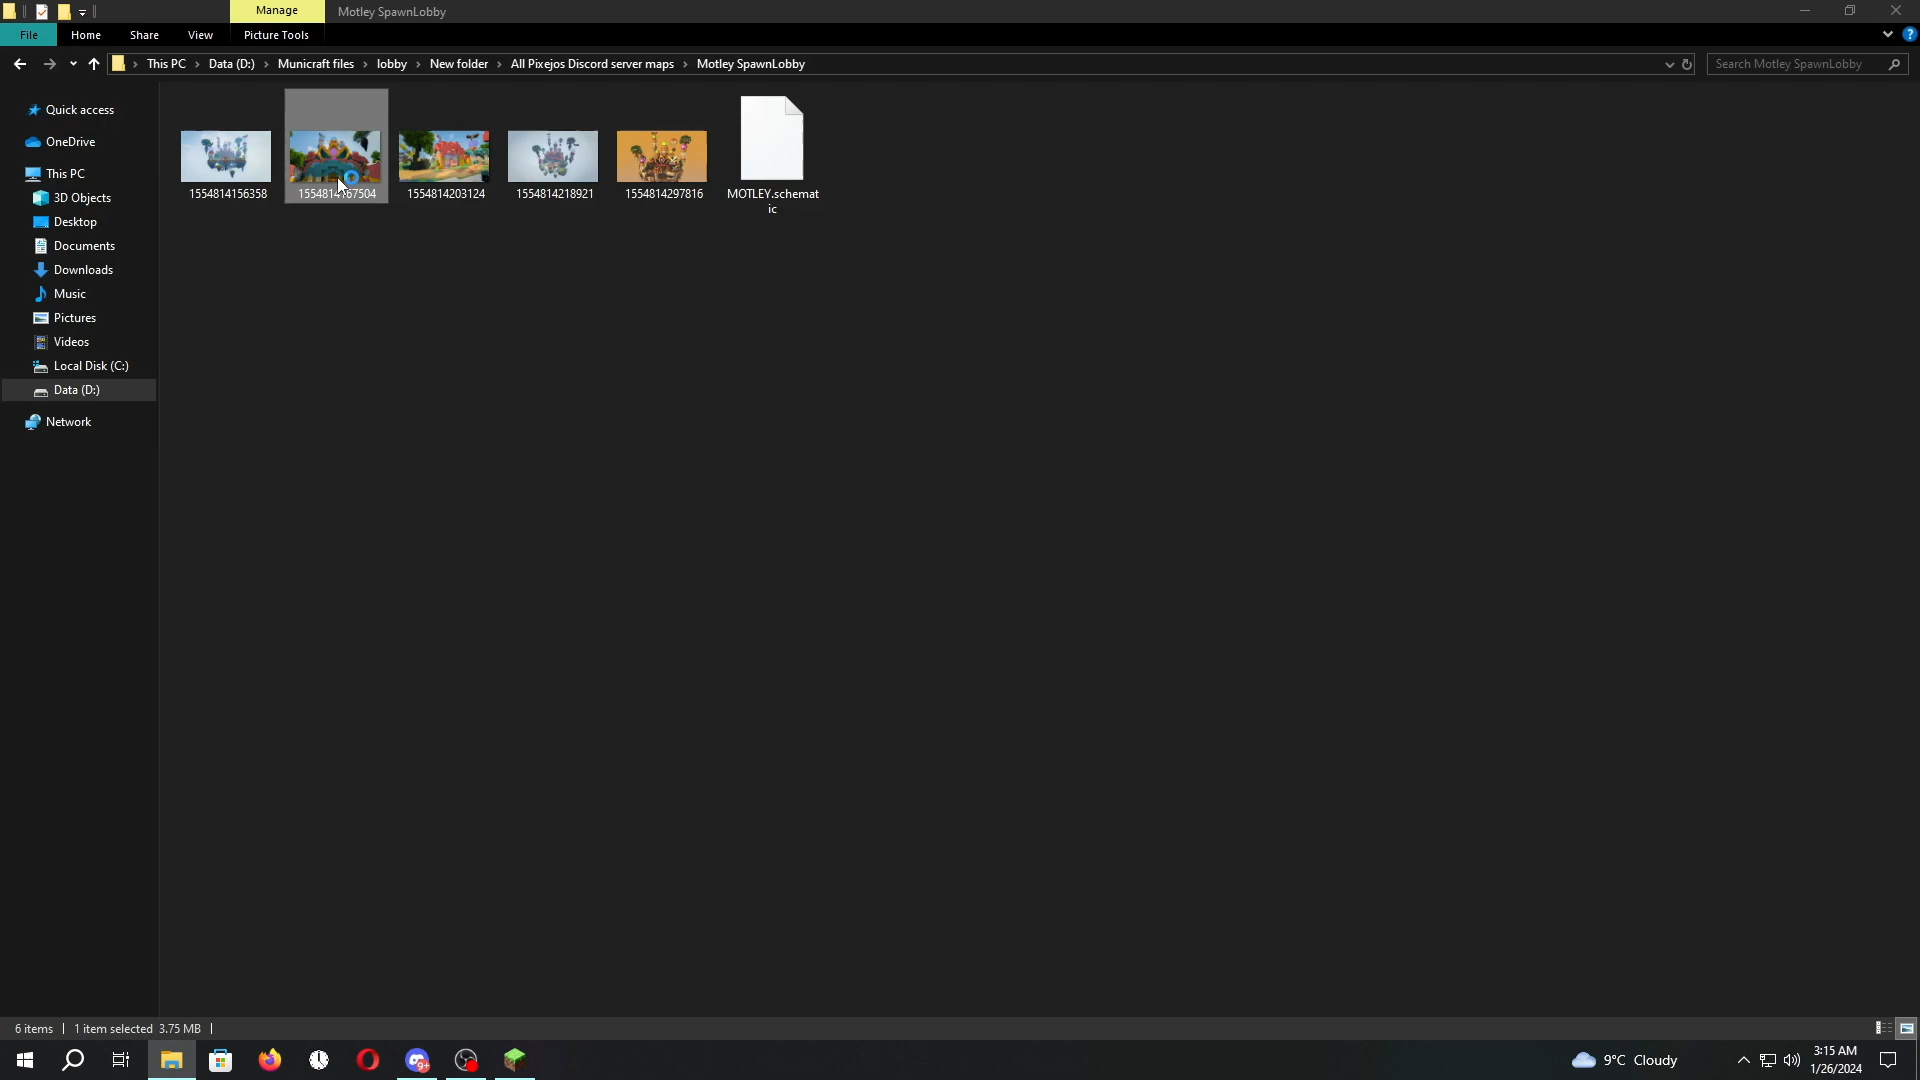 Manage
Motley SpawnLobby
File
Home
Share
View
Picture Tools
?
This PC
Data (D:)
Municraft files
lobby
New folder
All Pixejos Discord server maps
Motley SpawnLobby
Search Motley SpawnLobby
Quick access
OneDrive
This PC
3D Objects
Desktop
Documents
Downloads
Music
Pictures
Videos
Local Disk (C:)
Data (D:)
Network
1554814156358
1554814167504
1554814203124
1554814218921
1554814297816
MOTLEY.schemat
ic
6 items
1 item selected 3.75 MB
9+
9°C Cloudy
3:15 AM
1/26/2024